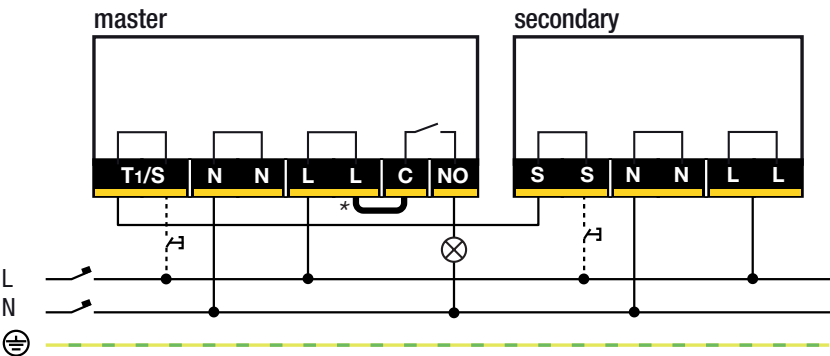 master
secondary
T1/S N N L L C NO
S S N N L L
*
L
N